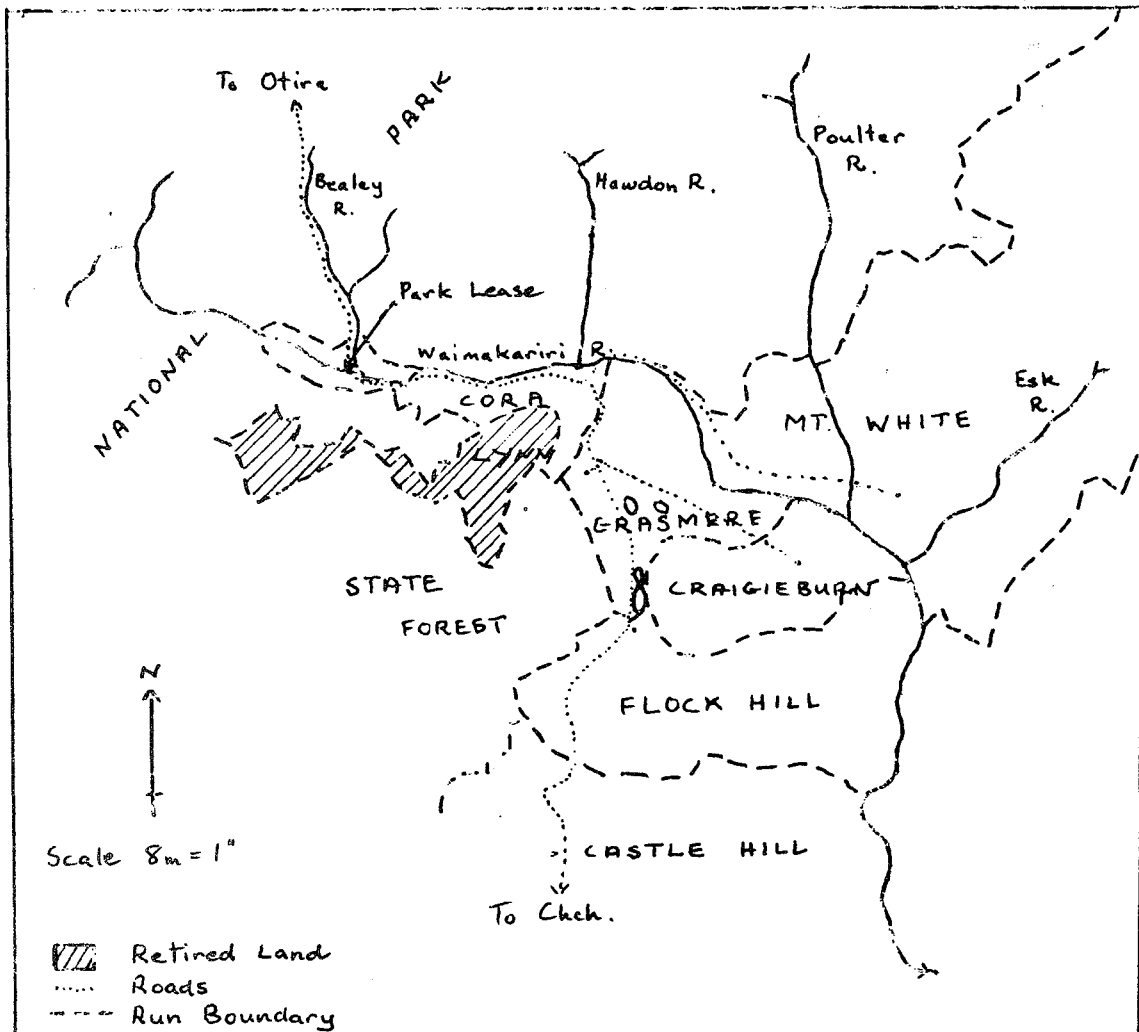 To Otira
PARK
Bealey
R.
Hawdon R.
Poulter
R.
Park Lease
NATIONAL
Waimakariri R.
CORA
LYNN
MT. WHITE
Esk
R.
GRASMERE
STATE
FOREST
CRAIGIEBURN
N
FLOCK HILL
Scale 8m = 1"
CASTLE HILL
To Chch.
Retired Land
Roads
Run Boundary